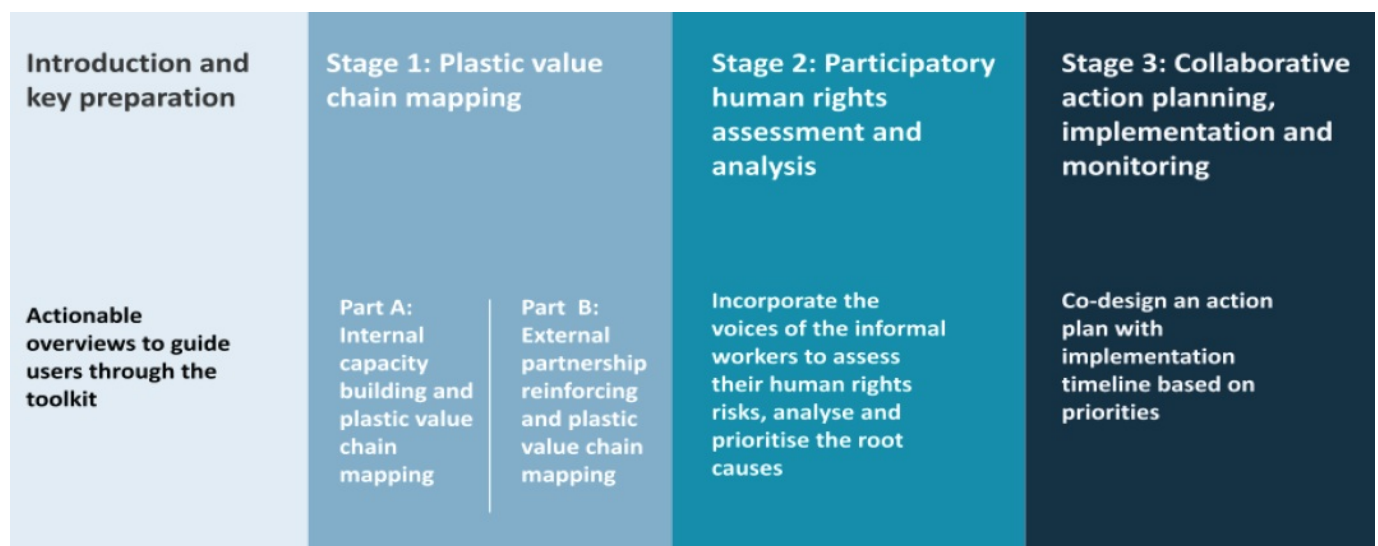 Introduction and
key preparation
Actionable
overviews to guide
users through the
toolkit
Stage 1: Plastic value
chain mapping
Part A:
Internal
capacity
building and
plastic value
chain
mapping
Part B:
External
partnership
reinforcing
and plastic
value chain
mapping
Stage 2: Participatory
human rights
assessment and
analysis
Incorporate the
voices of the informal
workers to assess
their human rights
risks, analyse and
prioritise the root
causes
Stage 3: Collaborative
action planning,
implementation and
monitoring
Co-design an action
plan with
implementation
timeline based on
priorities